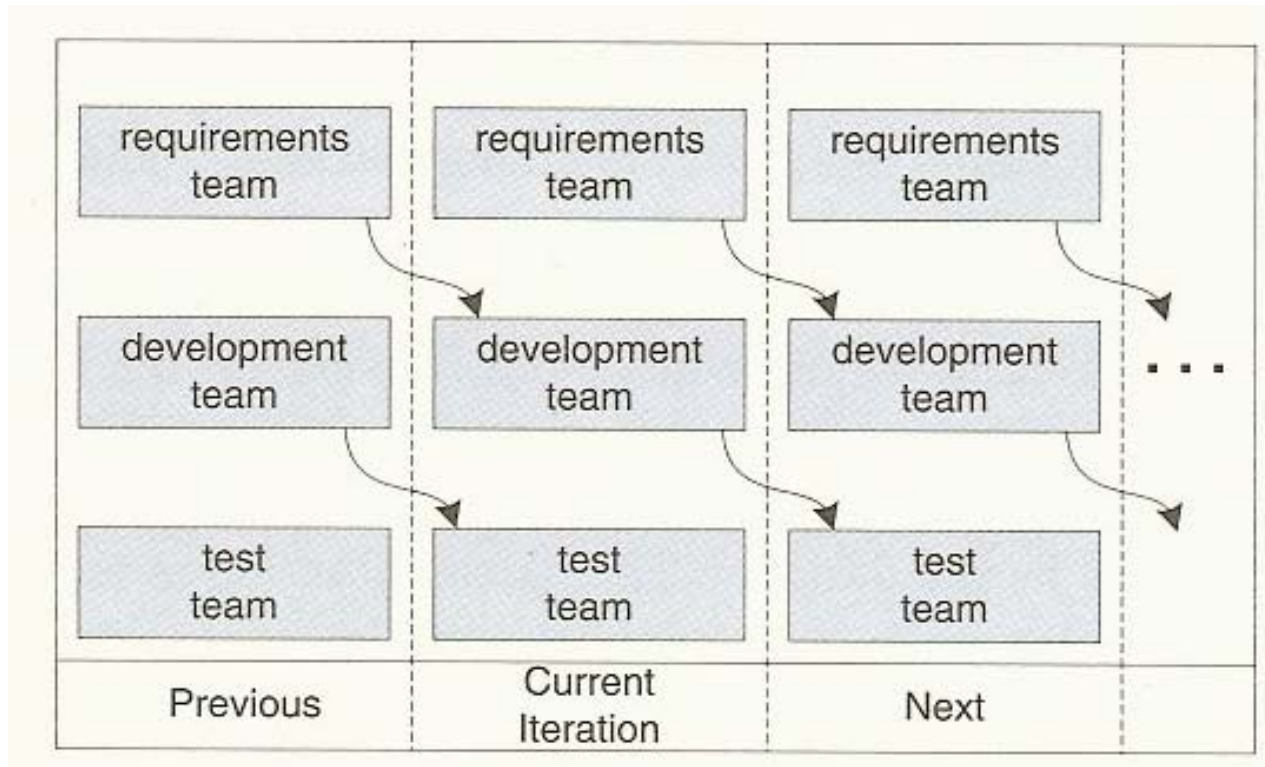 requirements
team
requirements
team
requirements
team
development
team
development
team
development
team
. . .
test
team
test
team
test
team
Previous
Current
Iteration
Next